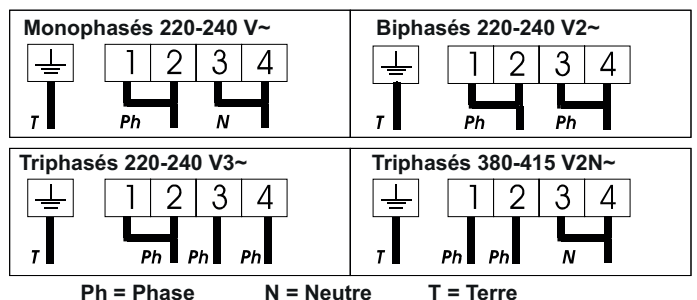 Monophasés 220-240 V~
1 2 3 4
T Ph N
Biphasés 220-240 V2~
1 2 3 4
T Ph Ph
Triphasés 220-240 V3~
1 2 3 4
T Ph Ph Ph
Triphasés 380-415 V2N~
1 2 3 4
T Ph Ph N
Ph = Phase N = Neutre T = Terre